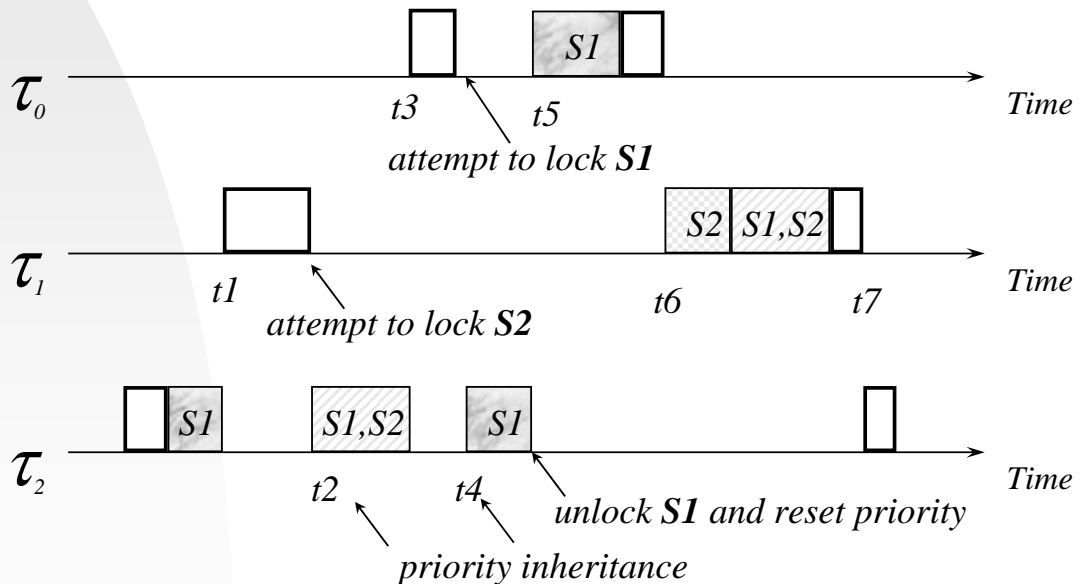 S1
τ0
t3
t5
Time
attempt to lock S1
S2
S1,S2
τ1
t1
t6
t7
Time
attempt to lock S2
S1
S1,S2
S1
τ2
t2
t4
Time
unlock S1 and reset priority
priority inheritance